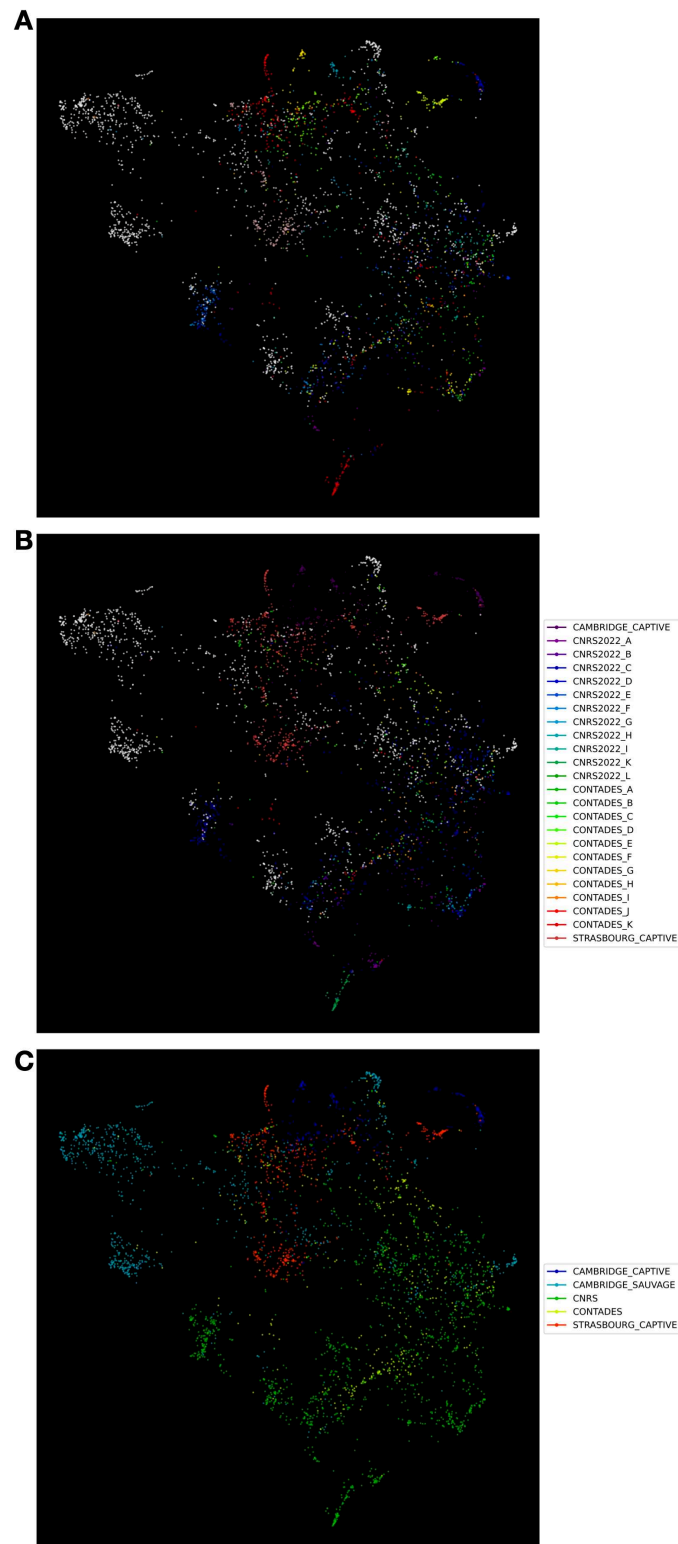 A
B
CAMBRIDGE_CAPTIVE
CNRS2022_A
CNRS2022_B
CNRS2022_C
CNRS2022_D
CNRS2022_E
CNRS2022_F
CNRS2022_G
CNRS2022_H
CNRS2022_I
CNRS2022_K
CNRS2022_L
CONTADES_A
CONTADES_B
CONTADES_C
CONTADES_D
CONTADES_E
CONTADES_F
CONTADES_G
CONTADES_H
CONTADES_I
CONTADES_J
CONTADES_K
STRASBOURG_CAPTIVE
C
CAMBRIDGE_CAPTIVE
CAMBRIDGE_SAUVAGE
CNRS
CONTADES
STRASBOURG_CAPTIVE